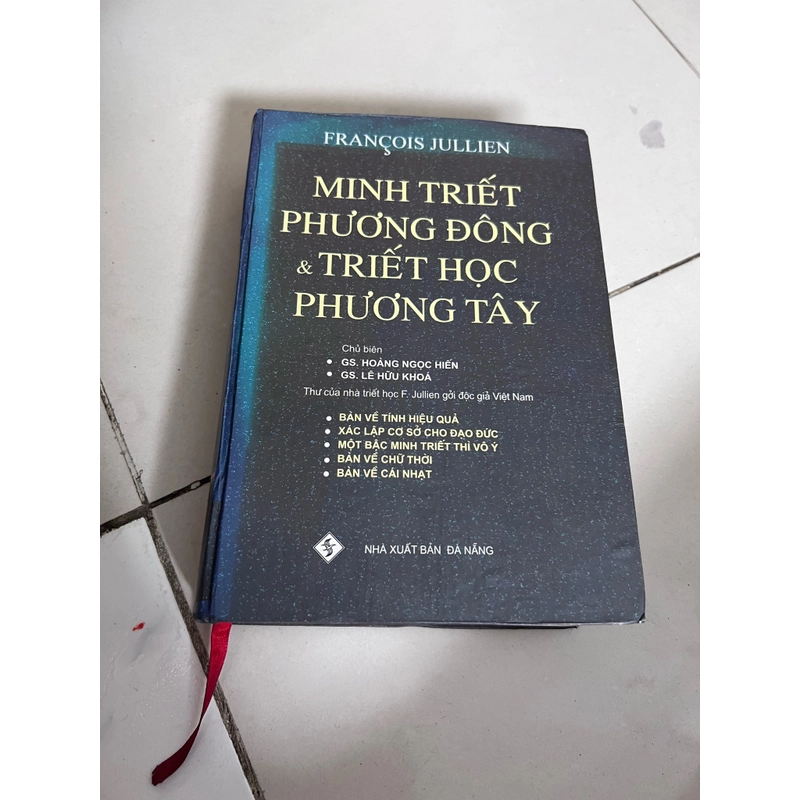 FRANÇOIS JULLIEN
MINH TRIẾT
PHƯƠNG ĐÔNG
& TRIẾT HỌC
PHƯƠNG TÂY
Chủ biên
• GS. HOÀNG NGỌC HIẾN
• GS. LÊ HỮU KHOÁ
Thư của nhà triết học F. Jullien gởi độc giả Việt Nam
• BÀN VỀ TÍNH HIỆU QUẢ
• XÁC LẬP CƠ SỞ CHO ĐẠO ĐỨC
• MỘT BẬC MINH TRIẾT THÌ VÔ Ý
• BÀN VỀ CHỮ THỜI
• BÀN VỀ CÁI NHẠT
NHÀ XUẤT BẢN ĐÀ NẴNG